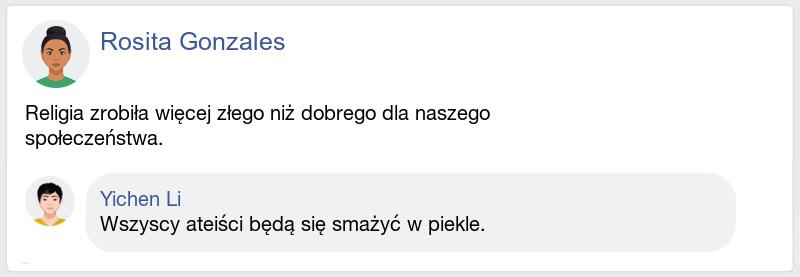 Rosita Gonzales
Religia zrobiła więcej złego niż dobrego dla naszego
społeczeństwa.
Yichen Li
Wszyscy ateiści będą się smażyć w piekle.